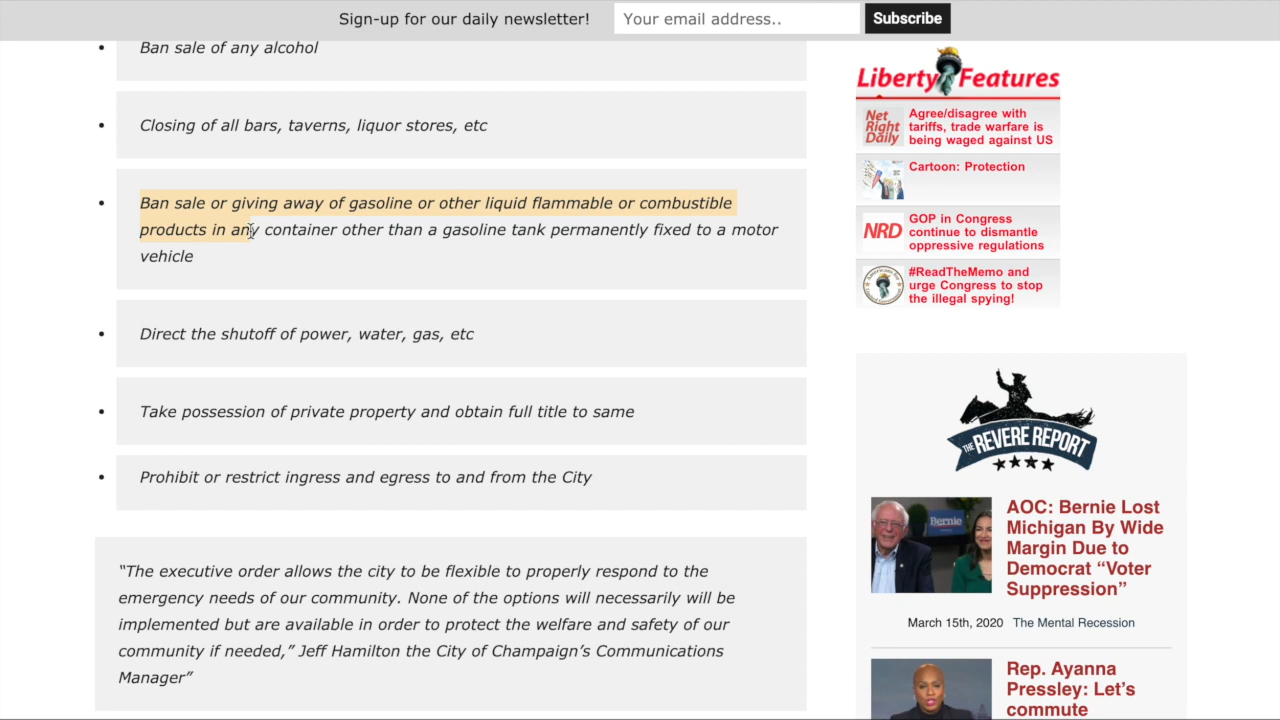 Sign-up for our daily newsletter!
Your email address..
Subscribe
Ban sale of any alcohol
Closing of all bars, taverns, liquor stores, etc
Ban sale or giving away of gasoline or other liquid flammable or combustible
products in any container other than a gasoline tank permanently fixed to a motor
vehicle
Direct the shutoff of power, water, gas, etc
Take possession of private property and obtain full title to same
Prohibit or restrict ingress and egress to and from the City
“The executive order allows the city to be flexible to properly respond to the
emergency needs of our community. none of the options will necessarily will be
implemented but are available in order to protect the welfare and safety of our
community if needed,” Jeff Hamilton the City of Champaign’s Communications
Manager”
Liberty Features
Net
Right
Daily
Agree/disagree with
tariffs, trade warfare is
being waged against US
Cartoon: Protection
NRD
GOP in Congress
continue to dismantle
oppressive regulations
#ReadTheMemo and
urge Congress to stop
the illegal spying!
THE REVERE REPORT
Bernie
AOC: Bernie Lost
Michigan By Wide
Margin Due to
Democrat “Voter
Suppression”
March 15th, 2020 The Mental Recession
Rep. Ayanna
Pressley: Let’s
commute